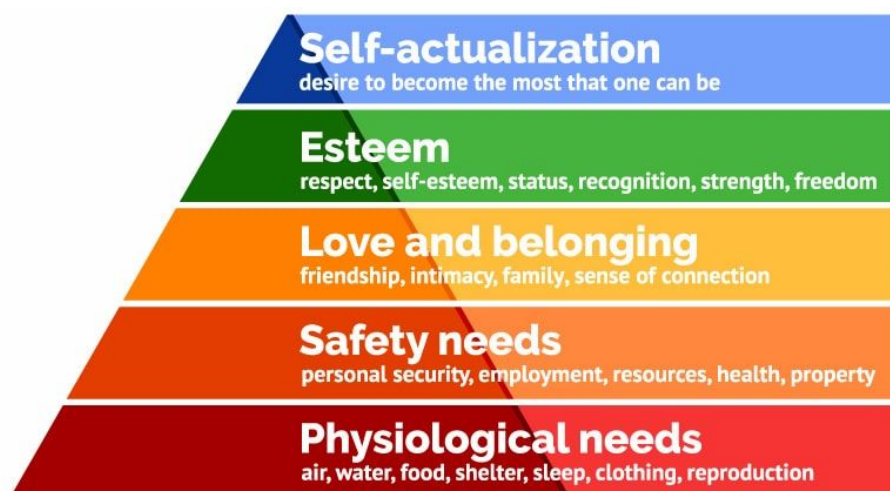 Self-actualization
desire to become the most that one can be
Esteem
respect, self-esteem, status, recognition, strength, freedom
Love and belonging
friendship, intimacy, family, sense of connection
Safety needs
personal security, employment, resources, health, property
Physiological needs
air, water, food, shelter, sleep, clothing, reproduction